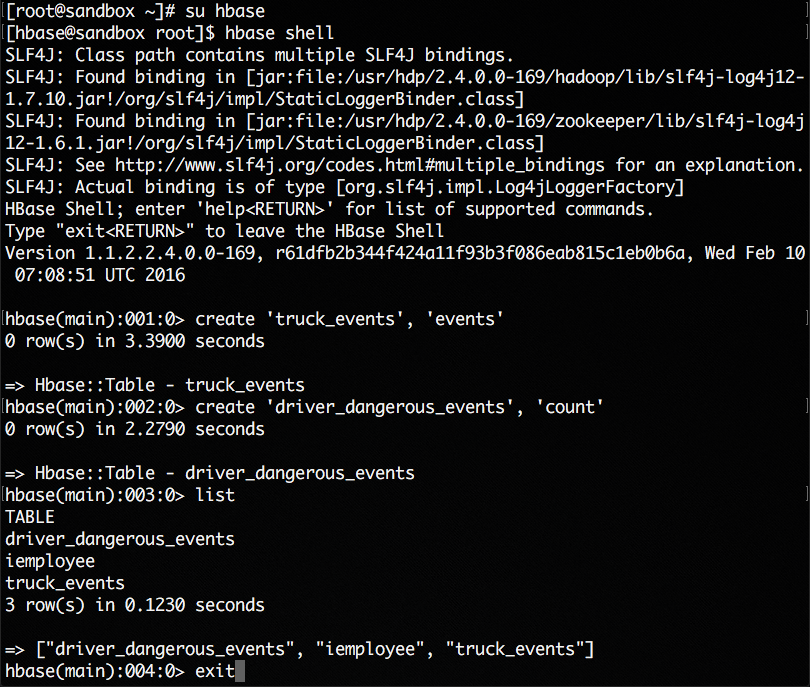 [root@sandbox ~]# su hbase
[hbase@sandbox root]$ hbase shell
SLF4J: Class path contains multiple SLF4J bindings.
SLF4J: Found binding in [jar:file:/usr/hdp/2.4.0.0-169/hadoop/lib/slf4j-log4j12-
1.7.10.jar!/org/slf4j/impl/StaticLoggerBinder.class]
SLF4J: Found binding in [jar:file:/usr/hdp/2.4.0.0-169/zookeeper/lib/slf4j-log4j
12-1.6.1.jar!/org/slf4j/impl/StaticLoggerBinder.class]
SLF4J: See http://www.slf4j.org/codes.html#multiple_bindings for an explanation.
SLF4J: Actual binding is of type [org.slf4j.impl.Log4jLoggerFactory]
HBase Shell; enter 'help<RETURN>' for list of supported commands.
Type "exit<RETURN>" to leave the HBase Shell
Version 1.1.2.2.4.0.0-169, r61dfb2b344f424a11f93b3f086eab815c1eb0b6a, Wed Feb 10
 07:08:51 UTC 2016

hbase(main):001:0> create 'truck_events', 'events'
0 row(s) in 3.3900 seconds

=> Hbase::Table - truck_events
hbase(main):002:0> create 'driver_dangerous_events', 'count'
0 row(s) in 2.2790 seconds

=> Hbase::Table - driver_dangerous_events
hbase(main):003:0> list
TABLE
driver_dangerous_events
iemployee
truck_events
3 row(s) in 0.1230 seconds

=> ["driver_dangerous_events", "iemployee", "truck_events"]
hbase(main):004:0> exit